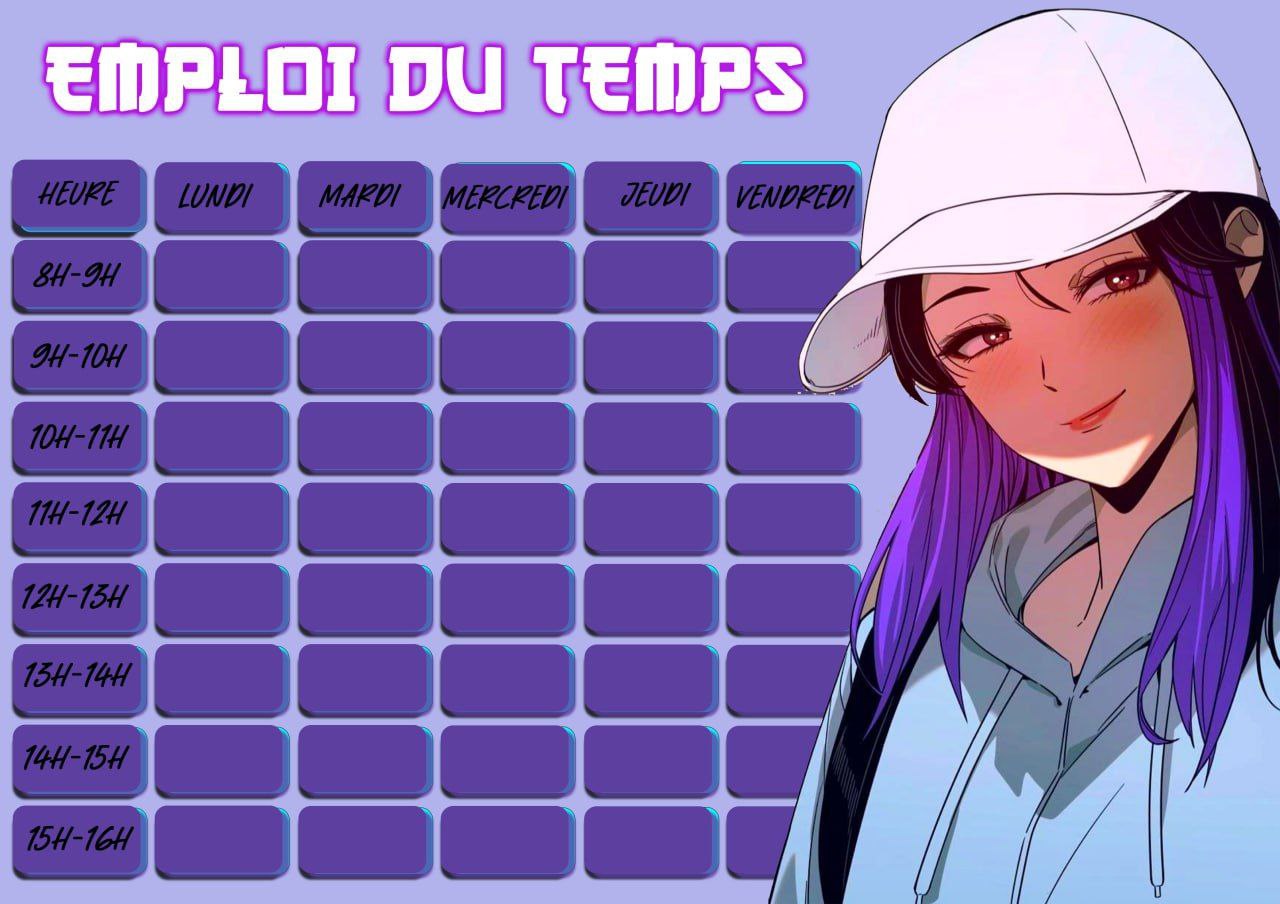 EMPLOI DU TEMPS
HEURE LUNDI MARDI MERCREDI JEUDI VENDREDI
8H-9H
9H-10H
10H-11H
11H-12H
12H-13H
13H-14H
14H-15H
15H-16H